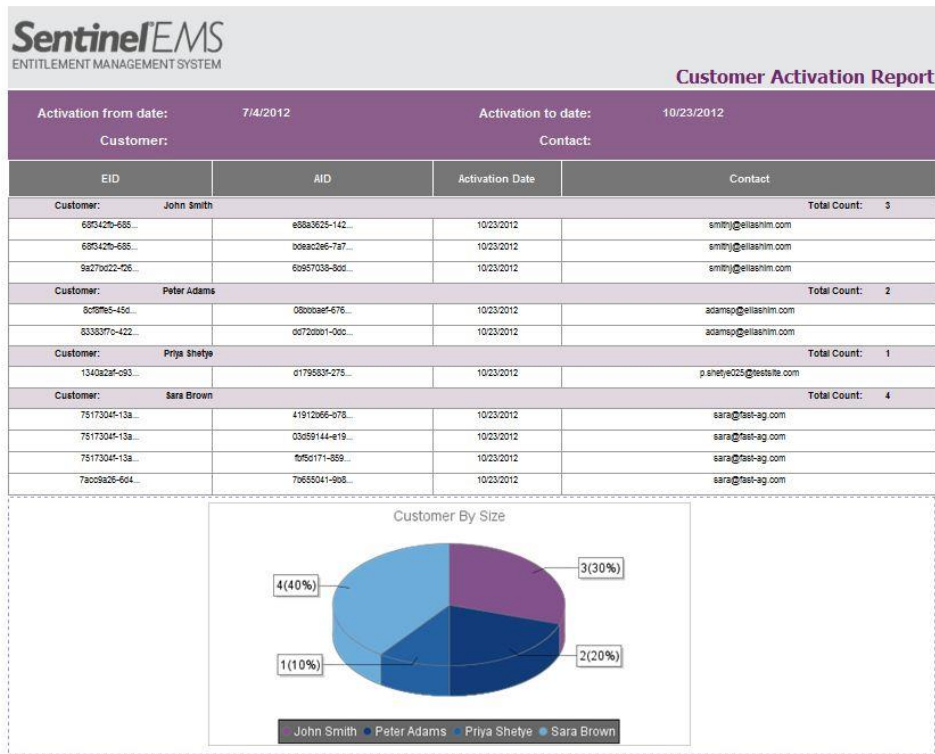 Sentinel EMS
ENTITLEMENT MANAGEMENT SYSTEM
Customer Activation Report
Activation from date: 7/4/2012 Activation to date: 10/23/2012
Customer: Contact:
EID AID Activation Date Contact
Customer: John Smith Total Count: 3
68f342fb-685... e88a3625-142... 10/23/2012 smithj@ellashim.com
68f342fb-685... bdeac2e6-7a7... 10/23/2012 smithj@ellashim.com
9a27bd22-f26... 6b957038-8dd... 10/23/2012 smithj@ellashim.com
Customer: Peter Adams Total Count: 2
8cf8ffe5-45d... 08bbbaef-676... 10/23/2012 adamsp@ellashim.com
83383f7c-422... dd72dbb1-0dc... 10/23/2012 adamsp@ellashim.com
Customer: Priya Shetye Total Count: 1
1340a2af-c93... d179583f-275... 10/23/2012 p.shetye025@testsite.com
Customer: Sara Brown Total Count: 4
7517304f-13a... 41912b66-b78... 10/23/2012 sara@fast-ag.com
7517304f-13a... 03d59144-e19... 10/23/2012 sara@fast-ag.com
7517304f-13a... fbf5d171-859... 10/23/2012 sara@fast-ag.com
7acc9a26-6d4... 7b655041-9b8... 10/23/2012 sara@fast-ag.com
Customer By Size
3(30%)
4(40%)
2(20%)
1(10%)
John Smith Peter Adams Priya Shetye Sara Brown